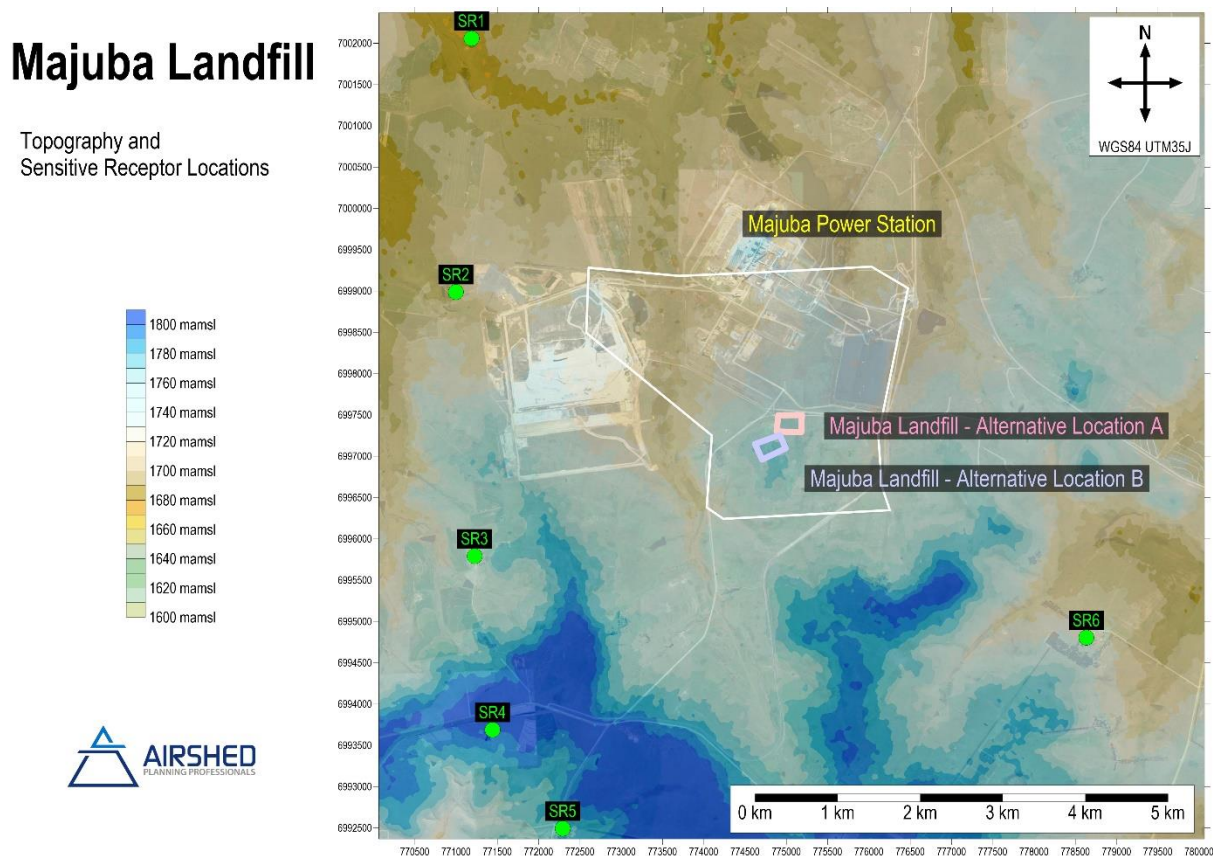 Majuba Landfill
Topography and
Sensitive Receptor Locations
1800 mamsl
1780 mamsl
1760 mamsl
1740 mamsl
1720 mamsl
1700 mamsl
1680 mamsl
1660 mamsl
1640 mamsl
1620 mamsl
1600 mamsl
AIRSHED
PLANNING PROFESSIONALS
7002000
7001500
7001000
7000500
7000000
6999500
6999000
6998500
6998000
6997500
6997000
6996500
6996000
6995500
6995000
6994500
6994000
6993500
6993000
6992500
SR1
N
WGS84 UTM35J
Majuba Power Station
SR2
Majuba Landfill - Alternative Location A
Majuba Landfill - Alternative Location B
SR3
SR6
SR4
SR5
0 km 1 km 2 km 3 km 4 km 5 km
770500 771000 771500 772000 772500 773000 773500 774000 774500 775000 775500 776000 776500 777000 777500 778000 778500 779000 779500 780000